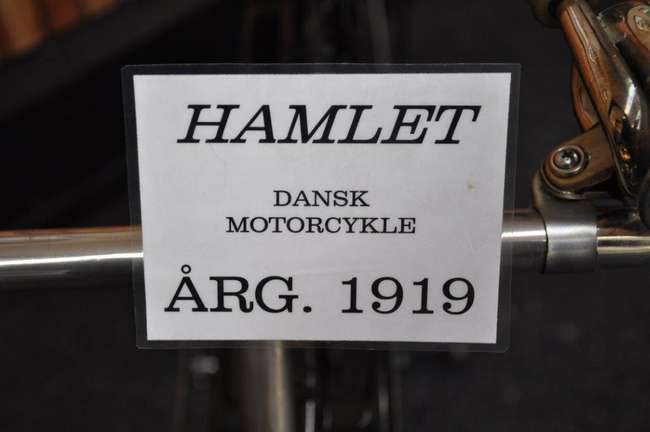 HAMLET
DANSK
MOTORCYKLE
ÅRG. 1919